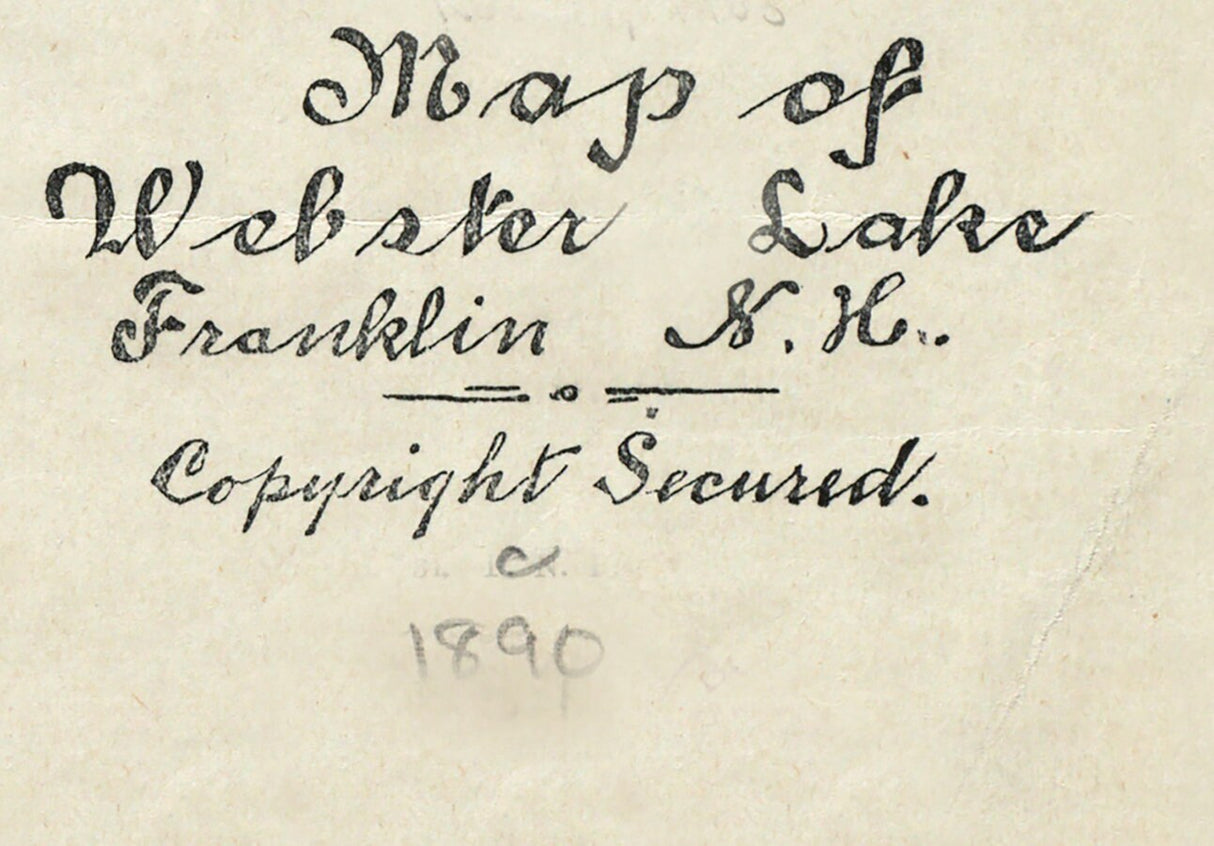 Map of
Webster Lake
Franklin N. H..
Copyright Secured.
c
1890